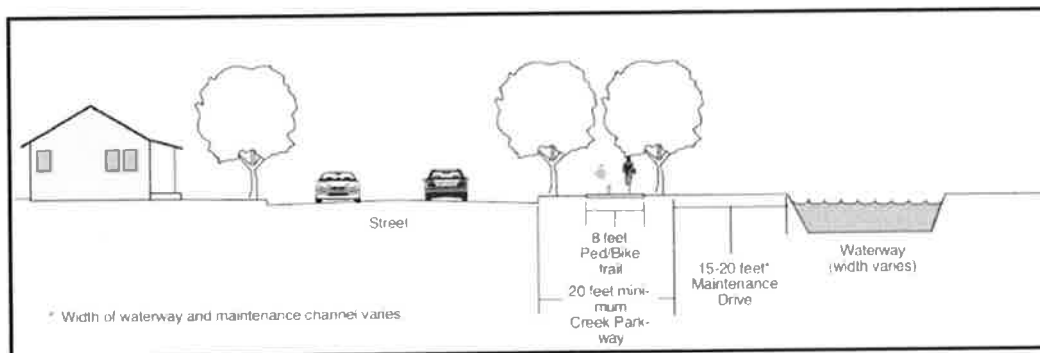 Street
8 feet
Ped/Bike
trail
20 feet mini-
mum
Creek Park-
way
15-20 feet*
Maintenance
Drive
Waterway
(width varies)
* Width of waterway and maintenance channel varies